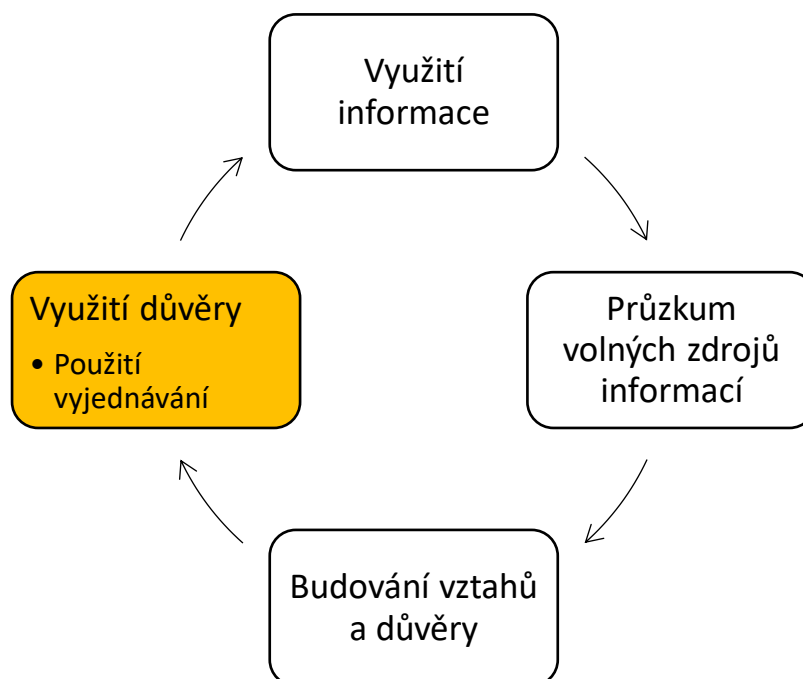 Využití
informace
Využití důvěry
• Použití
vyjednávání
Průzkum
volných zdrojů
informací
Budování vztahů
a důvěry